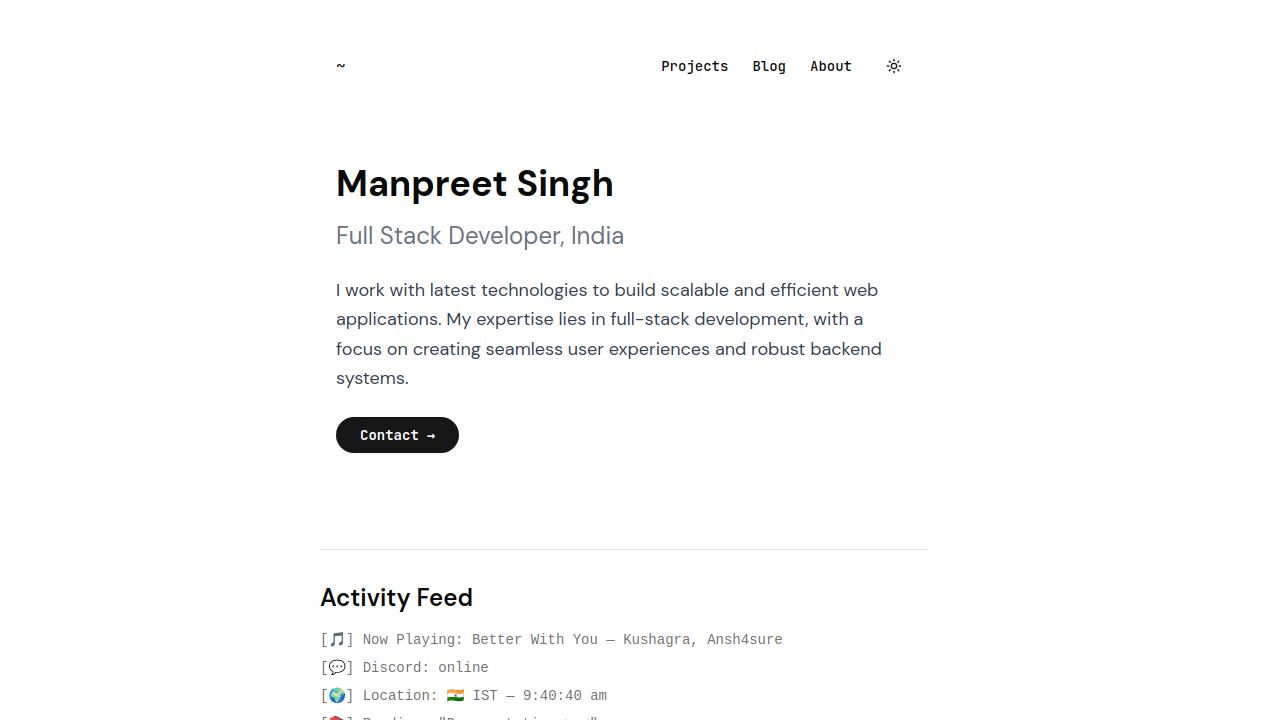 ~
Projects Blog About
Manpreet Singh
Full Stack Developer, India
I work with latest technologies to build scalable and efficient web
applications. My expertise lies in full-stack development, with a
focus on creating seamless user experiences and robust backend
systems.
Contact →
Activity Feed
[🎵] Now Playing: Better With You — Kushagra, Ansh4sure
[💬] Discord: online
[🌍] Location: 🇮🇳 IST — 9:40:40 am